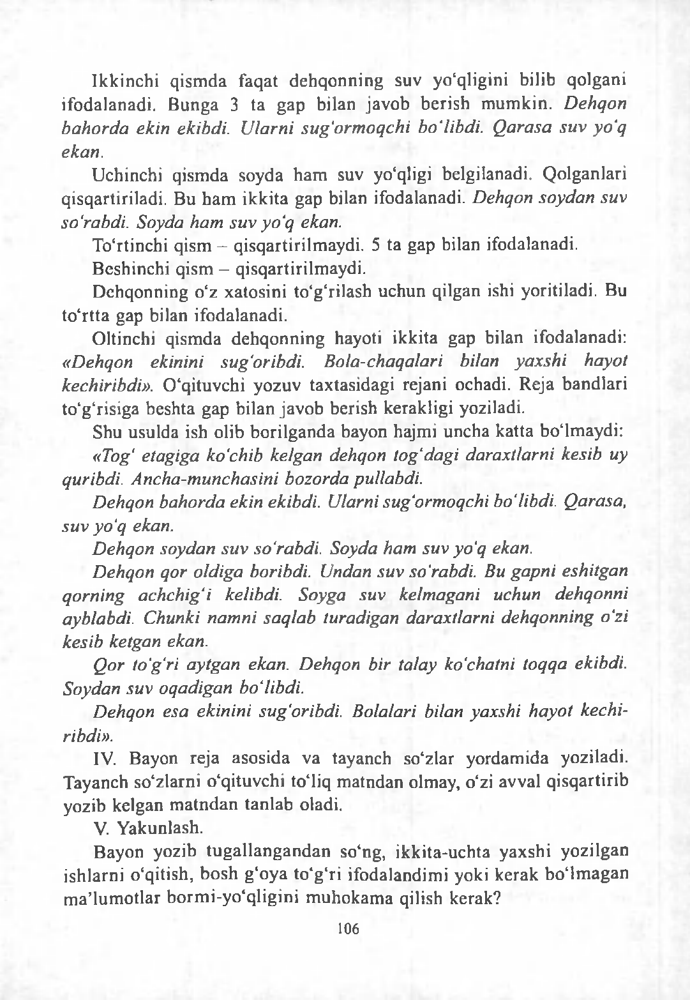 Ikkinchi qismda faqat dehqonning suv yo‘qligini bilib qolgani
ifodalanadi. Bunga 3 ta gap bilan javob berish mumkin. Dehqon
bahorda ekin ekibdi. Ularni sug‘ormoqchi bo‘libdi. Qarasa suv yo‘q
ekan.
Uchinchi qismda soyda ham suv yo‘qligi belgilanadi. Qolganlari
qisqartiriladi. Bu ham ikkita gap bilan ifodalanadi. Dehqon soydan suv
so‘rabdi. Soyda ham suv yo‘q ekan.
To‘rtinchi qism – qisqartirilmaydi. 5 ta gap bilan ifodalanadi.
Beshinchi qism – qisqartirilmaydi.
Dehqonning o‘z xatosini to‘g‘rilash uchun qilgan ishi yoritiladi. Bu
to‘rtta gap bilan ifodalanadi.
Oltinchi qismda dehqonning hayoti ikkita gap bilan ifodalanadi:
«Dehqon ekinini sug‘oribdi. Bola-chaqalari bilan yaxshi hayot
kechiribdi». O‘qituvchi yozuv taxtasidagi rejani ochadi. Reja bandlari
to‘g‘risiga beshta gap bilan javob berish kerakligi yoziladi.
Shu usulda ish olib borilganda bayon hajmi uncha katta bo‘lmaydi:
«Tog‘ etagiga ko‘chib kelgan dehqon tog‘dagi daraxtlarni kesib uy
quribdi. Ancha-munchasini bozorda pullabdi.
Dehqon bahorda ekin ekibdi. Ularni sug‘ormoqchi bo‘libdi. Qarasa,
suv yo‘q ekan.
Dehqon soydan suv so‘rabdi. Soyda ham suv yo‘q ekan.
Dehqon qor oldiga boribdi. Undan suv so‘rabdi. Bu gapni eshitgan
qorning achchig‘i kelibdi. Soyga suv kelmagani uchun dehqonni
ayblabdi. Chunki namni saqlab turadigan daraxtlarni dehqonning o‘zi
kesib ketgan ekan.
Qor to‘g‘ri aytgan ekan. Dehqon bir talay ko‘chatni toqqa ekibdi.
Soydan suv oqadigan bo‘libdi.
Dehqon esa ekinini sug‘oribdi. Bolalari bilan yaxshi hayot kechi-
ribdi».
IV. Bayon reja asosida va tayanch so‘zlar yordamida yoziladi.
Tayanch so‘zlarni o‘qituvchi to‘liq matndan olmay, o‘zi avval qisqartirib
yozib kelgan matndan tanlab oladi.
V. Yakunlash.
Bayon yozib tugallangandan so‘ng, ikkita-uchta yaxshi yozilgan
ishlarni o‘qitish, bosh g‘oya to‘g‘ri ifodalandimi yoki kerak bo‘lmagan
ma’lumotlar bormi-yo‘qligini muhokama qilish kerak?
106